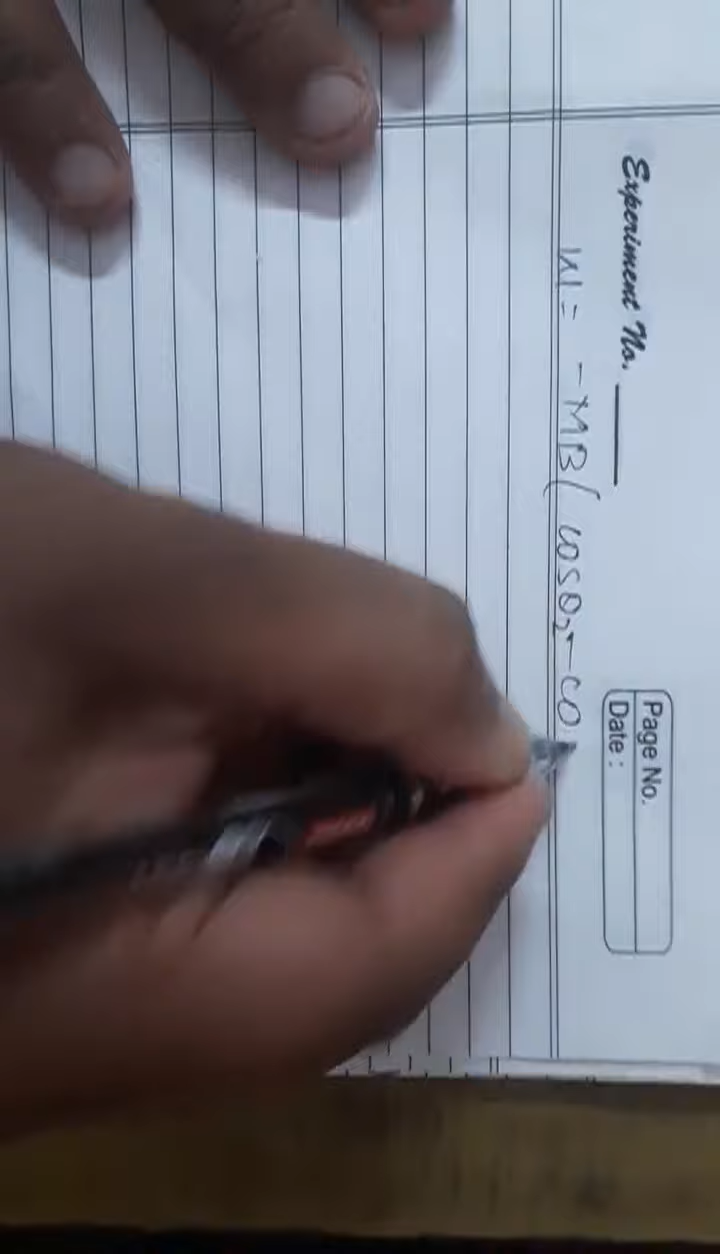 Experiment No.
Page No.
Date :
W = -MB( cosθ₂ - co